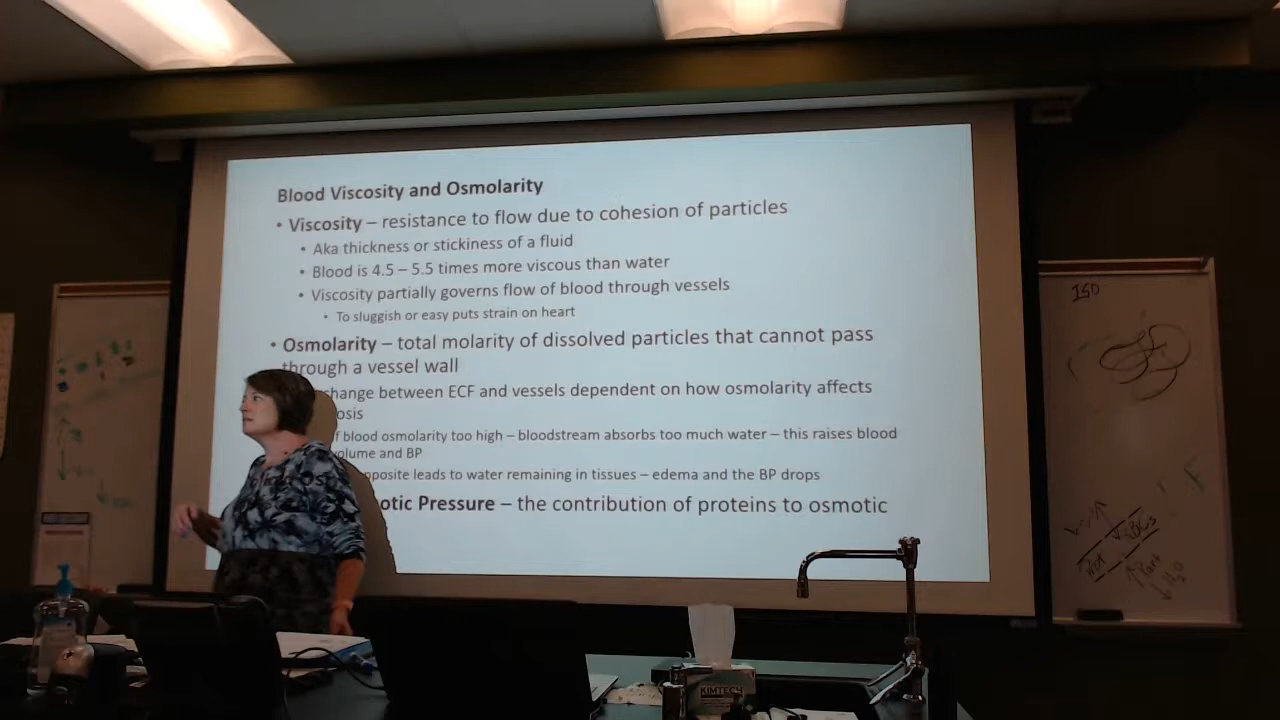 Blood Viscosity and Osmolarity
• Viscosity – resistance to flow due to cohesion of particles
• Aka thickness or stickiness of a fluid
• Blood is 4.5 – 5.5 times more viscous than water
• Viscosity partially governs flow of blood through vessels
• To sluggish or easy puts strain on heart
• Osmolarity – total molarity of dissolved particles that cannot pass
through a vessel wall
change between ECF and vessels dependent on how osmolarity affects
osis
f blood osmolarity too high – bloodstream absorbs too much water – this raises blood
volume and BP
pposite leads to water remaining in tissues – edema and the BP drops
otic Pressure – the contribution of proteins to osmotic
ISO
RBCs
H2O
KIMTECH